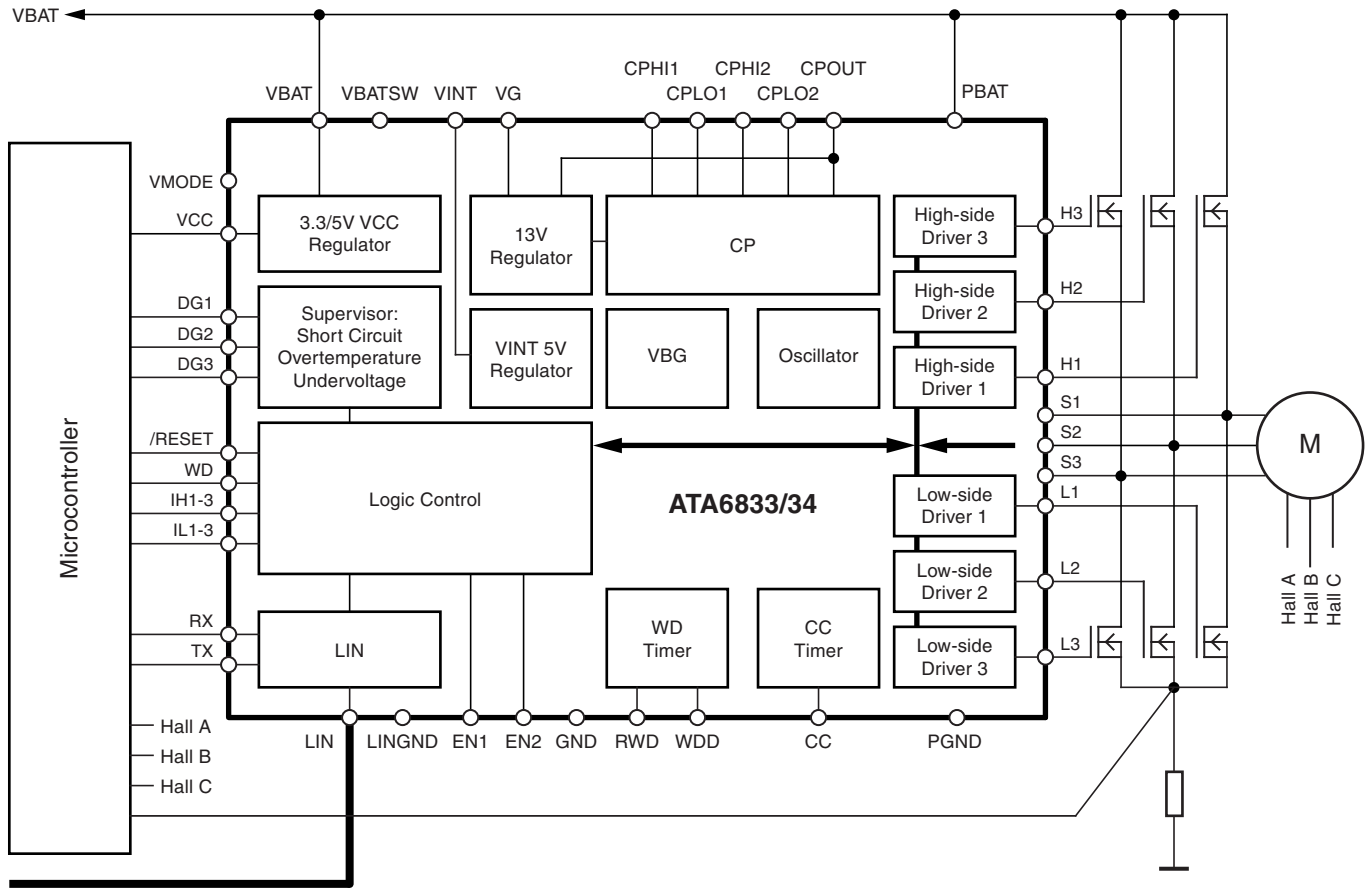 VBAT
CPHI1
CPHI2
CPOUT
VBAT
VBATSW
VINT
VG
CPLO1
CPLO2
PBAT
VMODE
VCC
3.3/5V VCC
Regulator
13V
Regulator
CP
High-side
Driver 3
H3
DG1
DG2
DG3
Supervisor:
Short Circuit
Overtemperature
Undervoltage
VINT 5V
Regulator
VBG
Oscillator
High-side
Driver 2
H2
High-side
Driver 1
H1
S1
S2
S3
M
Microcontroller
/RESET
WD
IH1-3
IL1-3
Logic Control
ATA6833/34
Low-side
Driver 1
L1
Low-side
Driver 2
L2
Low-side
Driver 3
L3
Hall A
Hall B
Hall C
RX
TX
LIN
WD
Timer
CC
Timer
Hall A
Hall B
Hall C
LIN
LINGND
EN1
EN2
GND
RWD
WDD
CC
PGND